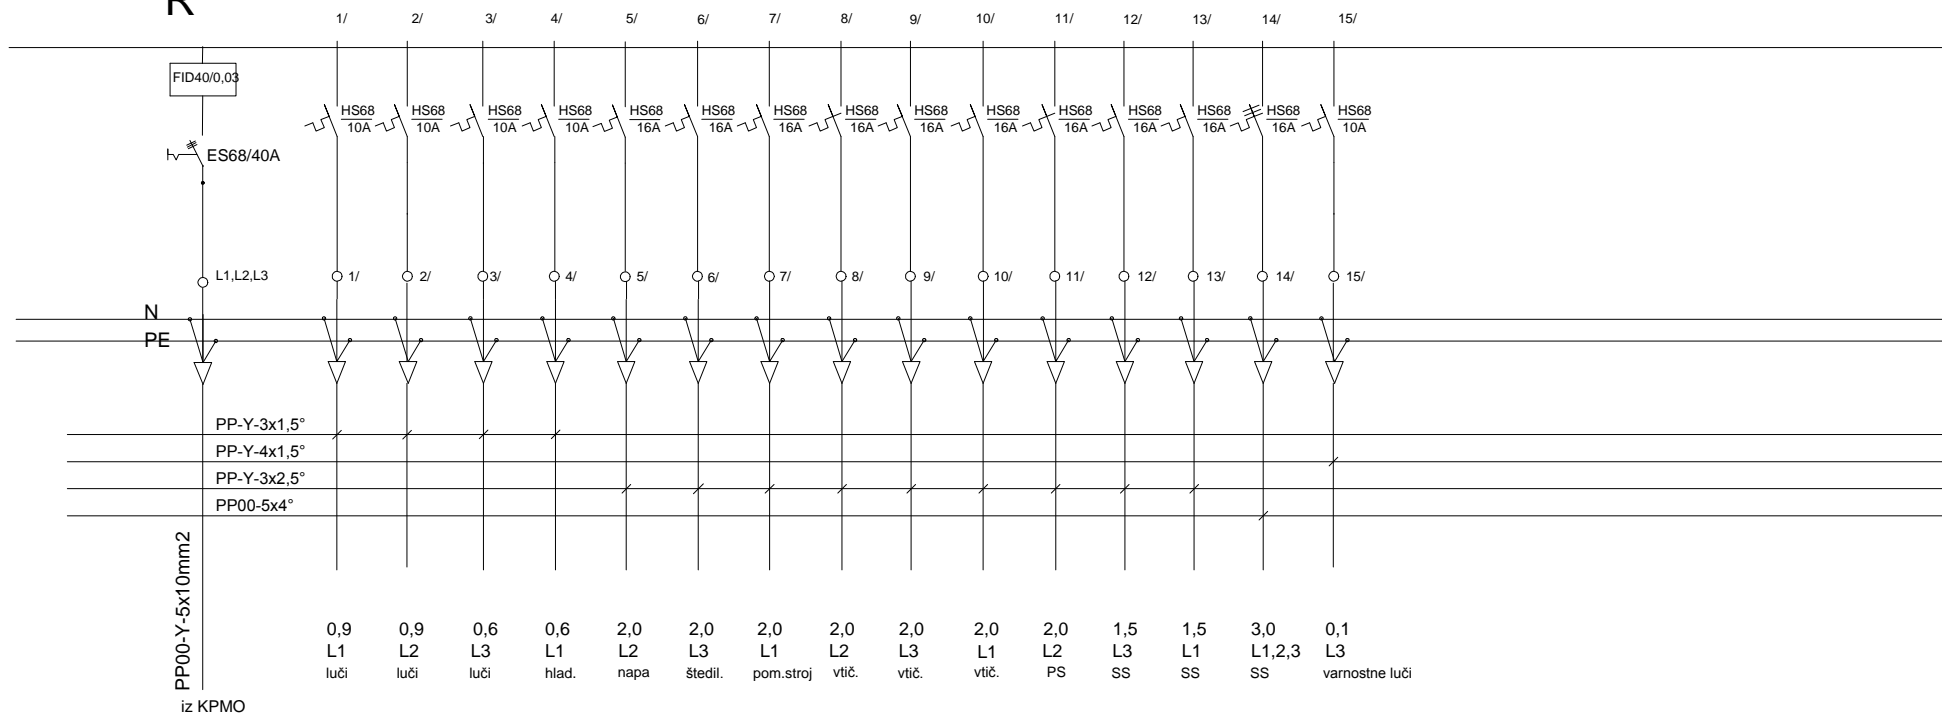 R
1/ 2/ 3/ 4/ 5/ 6/ 7/ 8/ 9/ 10/ 11/ 12/ 13/ 14/ 15/
FID40/0,03
HS68 HS68 HS68 HS68 HS68 HS68 HS68 HS68 HS68 HS68 HS68 HS68 HS68 HS68 HS68
10A 10A 10A 10A 16A 16A 16A 16A 16A 16A 16A 16A 16A 16A 10A
ES68/40A
L1,L2,L3 1/ 2/ 3/ 4/ 5/ 6/ 7/ 8/ 9/ 10/ 11/ 12/ 13/ 14/ 15/
N
PE
PP-Y-3x1,5°
PP-Y-4x1,5°
PP-Y-3x2,5°
PP00-5x4°
PP00-Y-5x10mm2
0,9 0,9 0,6 0,6 2,0 2,0 2,0 2,0 2,0 2,0 2,0 1,5 1,5 3,0 0,1
L1 L2 L3 L1 L2 L3 L1 L2 L3 L1 L2 L3 L1 L1,2,3 L3
luči luči luči hlad. napa štedil. pom.stroj vtič. vtič. vtič. PS SS SS SS varnostne luči
iz KPMO